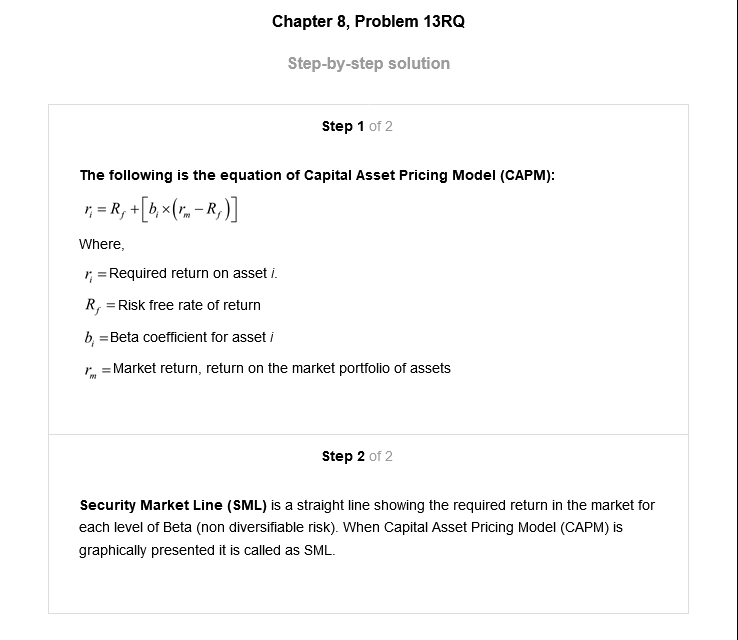 Chapter 8, Problem 13RQ
Step-by-step solution
Step 1 of 2
The following is the equation of Capital Asset Pricing Model (CAPM):
r_i = R_f + [b_i × (r_m − R_f)]
Where,
r_i = Required return on asset i.
R_f = Risk free rate of return
b_i = Beta coefficient for asset i
r_m = Market return, return on the market portfolio of assets
Step 2 of 2
Security Market Line (SML) is a straight line showing the required return in the market for
each level of Beta (non diversifiable risk). When Capital Asset Pricing Model (CAPM) is
graphically presented it is called as SML.